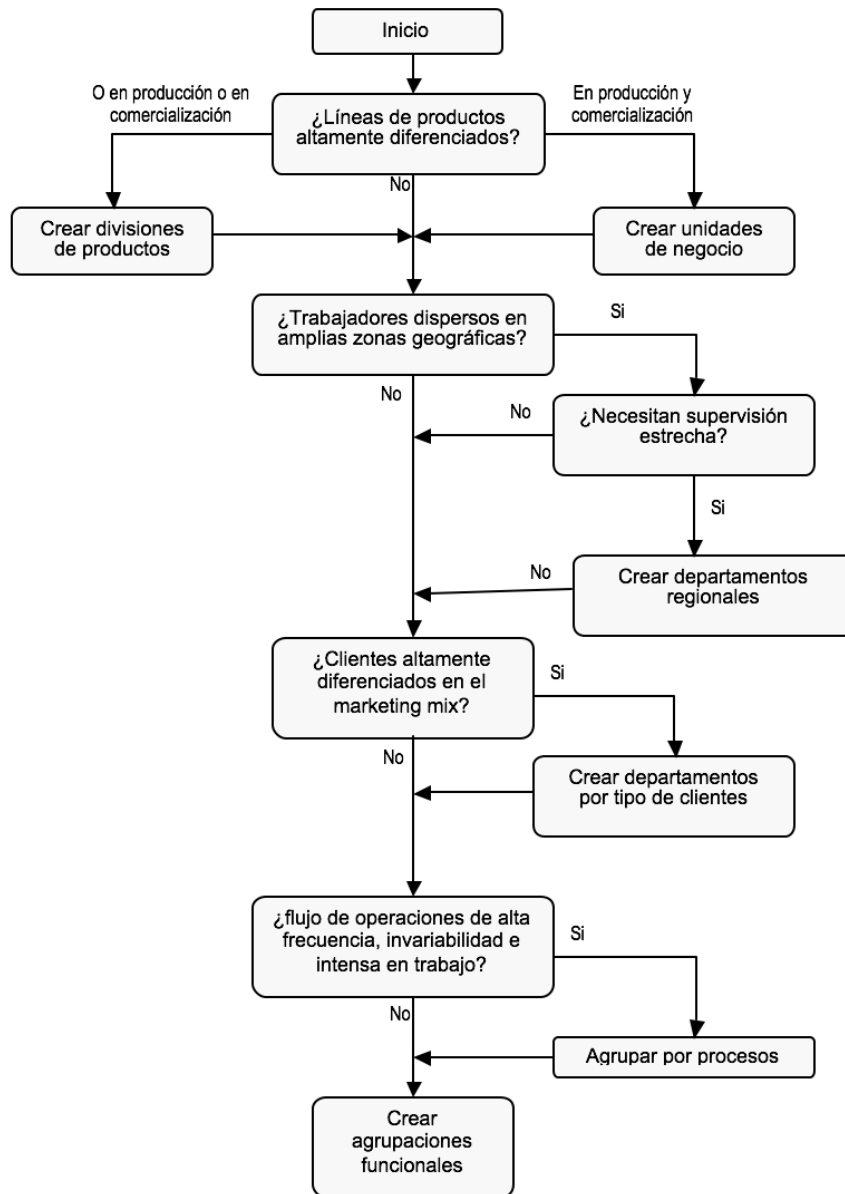 Inicio
O en producción o en
comercialización
En producción y
comercialización
¿Líneas de productos
altamente diferenciados?
No
Crear divisiones
de productos
Crear unidades
de negocio
¿Trabajadores dispersos en
amplias zonas geográficas?
Si
No
No
¿Necesitan supervisión
estrecha?
Si
No
Crear departamentos
regionales
¿Clientes altamente
diferenciados en el
marketing mix?
Si
No
Crear departamentos
por tipo de clientes
¿flujo de operaciones de alta
frecuencia, invariabilidad e
intensa en trabajo?
Si
No
Agrupar por procesos
Crear
agrupaciones
funcionales